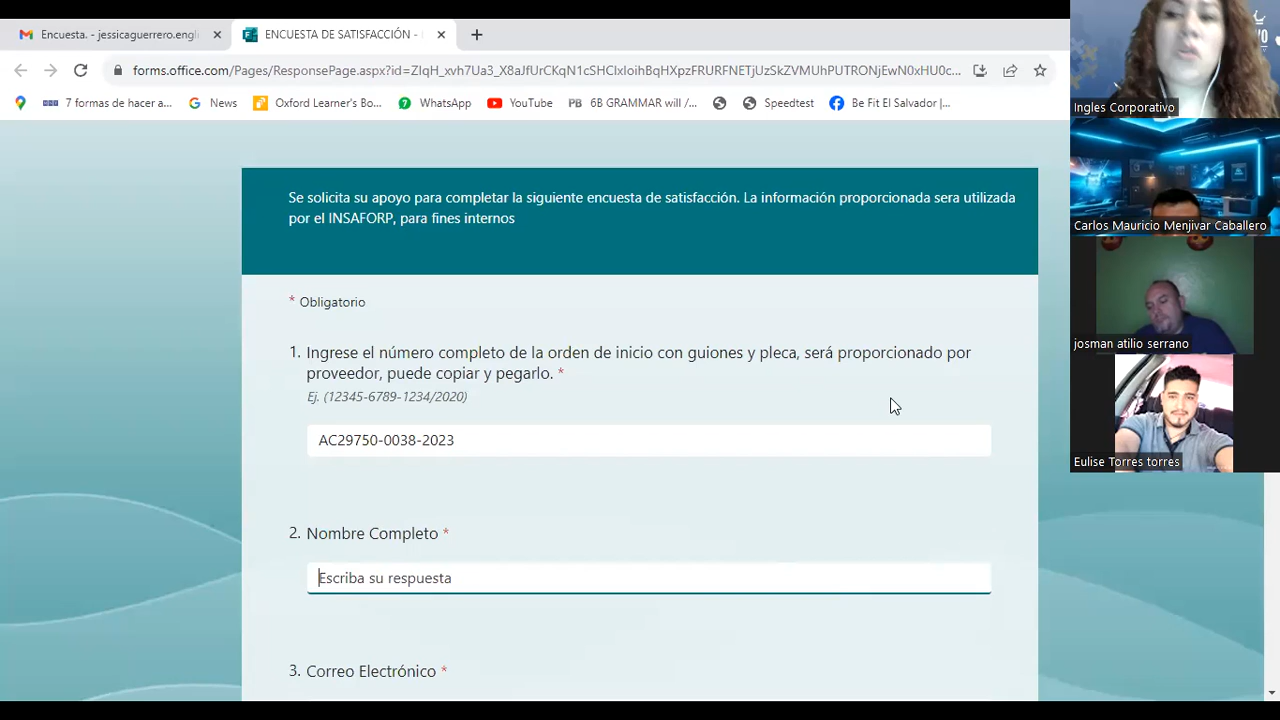 Encuesta. - jessicaguerrero.engl
ENCUESTA DE SATISFACCIÓN -
forms.office.com/Pages/ResponsePage.aspx?id=ZIqH_xvh7Ua3_X8aJfUrCKqN1cSHCIxIoihBqHXpzFRURFNETjUzSkZVMUhPUTRONjEwN0xHU0c...
7 formas de hacer a...
News
Oxford Learner's Bo...
WhatsApp
YouTube
PB 6B GRAMMAR will /...
Speedtest
Be Fit El Salvador |...
Se solicita su apoyo para completar la siguiente encuesta de satisfacción. La información proporcionada sera utilizada
por el INSAFORP, para fines internos
* Obligatorio
1. Ingrese el número completo de la orden de inicio con guiones y pleca, será proporcionado por
proveedor, puede copiar y pegarlo. *
Ej. (12345-6789-1234/2020)
AC29750-0038-2023
2. Nombre Completo *
Escriba su respuesta
3. Correo Electrónico *
Ingles Corporativo
Carlos Mauricio Menjivar Caballero
josman atilio serrano
Eulise Torres torres